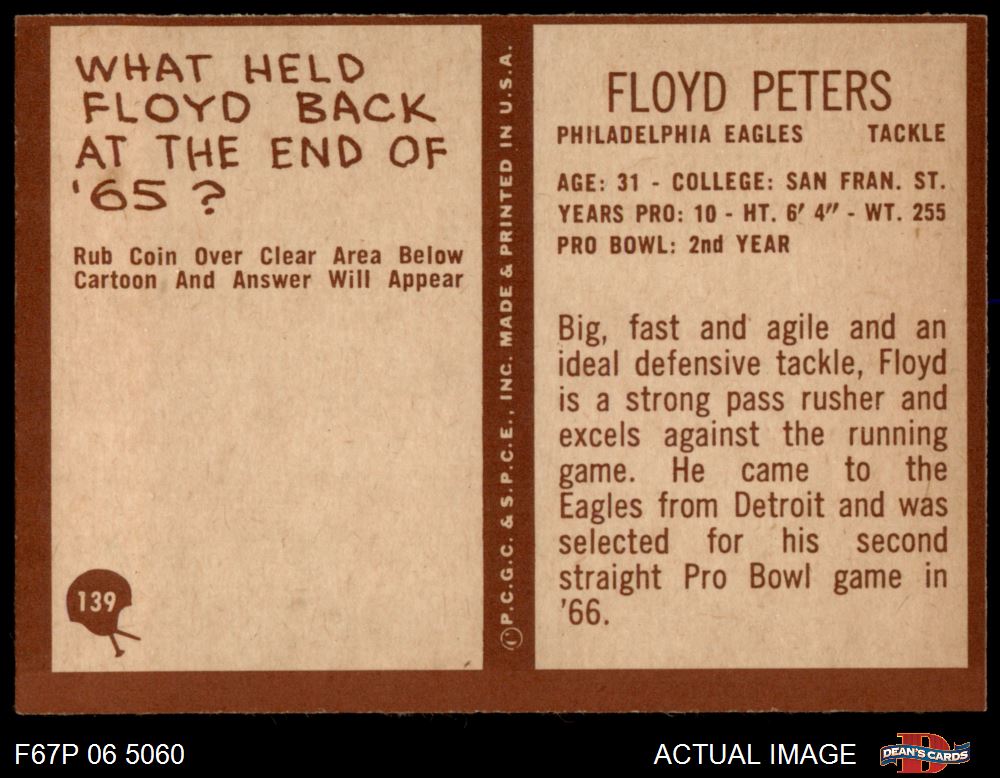 WHAT HELD
FLOYD BACK
AT THE END OF
'65 ?
Rub Coin Over Clear Area Below
Cartoon And Answer Will Appear
139
©P.C.G.C. & S.P.C.E., INC. MADE & PRINTED IN U.S.A.
FLOYD PETERS
PHILADELPHIA EAGLES TACKLE
AGE: 31 - COLLEGE: SAN FRAN. ST.
YEARS PRO: 10 - HT. 6' 4" - WT. 255
PRO BOWL: 2nd YEAR
Big, fast and agile and an
ideal defensive tackle, Floyd
is a strong pass rusher and
excels against the running
game. He came to the
Eagles from Detroit and was
selected for his second
straight Pro Bowl game in
'66.
F67P 06 5060
ACTUAL IMAGE
D
DEAN'S CARDS